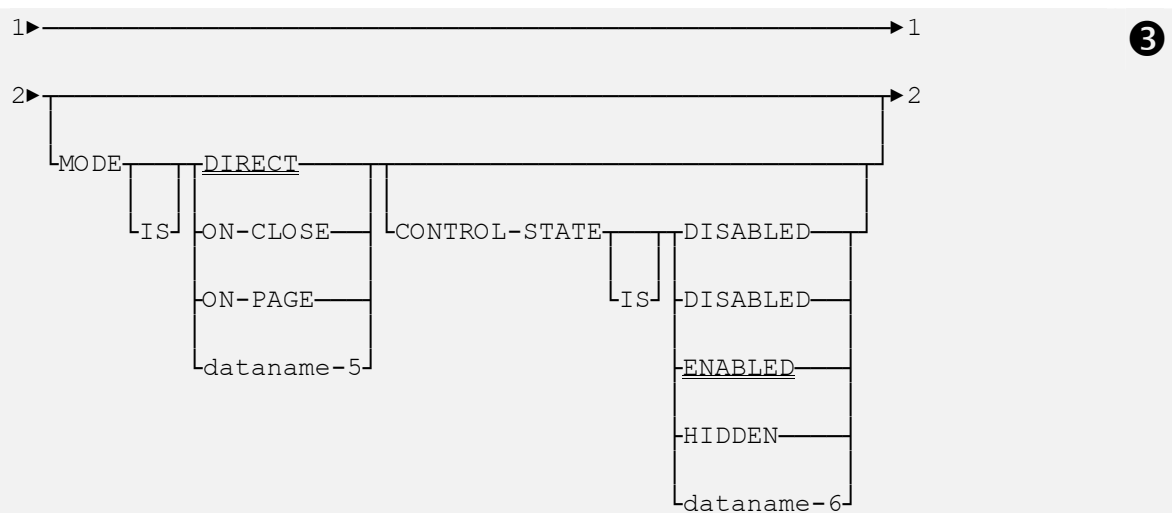 1► ► 1 ❸
2► ► 2
MODE DIRECT
IS ON-CLOSE CONTROL-STATE DISABLED
ON-PAGE IS DISABLED
dataname-5 ENABLED
HIDDEN
dataname-6